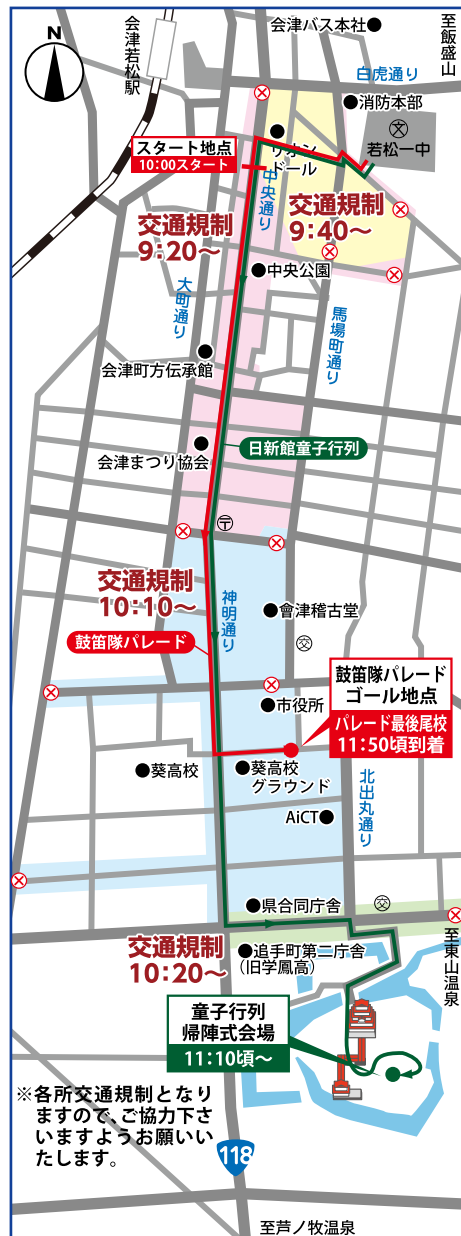 N
会津若松駅
会津バス本社
至飯盛山
白虎通り
消防本部
文
若松一中
リオン
ドール
スタート地点
10:00スタート
中央通り
交通規制
9:20～
交通規制
9:40～
中央公園
大町通り
馬場町通り
会津町方伝承館
日新館童子行列
会津まつり協会
〒
交通規制
10:10～
神明通り
會津稽古堂
鼓笛隊パレード
交
鼓笛隊パレード
ゴール地点
パレード最後尾校
11:50頃到着
市役所
葵高校
葵高校
グラウンド
北出丸通り
AiCT
県合同庁舎
交
至東山温泉
交通規制
10:20～
追手町第二庁舎
(旧学鳳高)
童子行列
帰陣式会場
11:10頃～
※各所交通規制となり
ますので、ご協力下さ
いますようお願いい
たします。
118
至芦ノ牧温泉